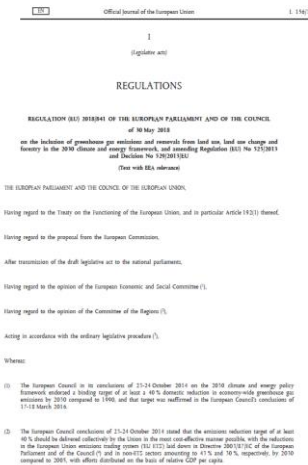 EN
Official Journal of the European Union
L 156/
I
(Legislative acts)
REGULATIONS
REGULATION (EU) 2018/841 OF THE EUROPEAN PARLIAMENT AND OF THE COUNCIL
of 30 May 2018
on the inclusion of greenhouse gas emissions and removals from land use, land use change and
forestry in the 2030 climate and energy framework, and amending Regulation (EU) No 525/2013
and Decision No 529/2013/EU
(Text with EEA relevance)
THE EUROPEAN PARLIAMENT AND THE COUNCIL OF THE EUROPEAN UNION,
Having regard to the Treaty on the Functioning of the European Union, and in particular Article 192(1) thereof,
Having regard to the proposal from the European Commission,
After transmission of the draft legislative act to the national parliaments,
Having regard to the opinion of the European Economic and Social Committee (¹),
Having regard to the opinion of the Committee of the Regions (²),
Acting in accordance with the ordinary legislative procedure (³),
Whereas:
(1) The European Council in its conclusions of 23-24 October 2014 on the 2030 climate and energy policy
framework endorsed a binding target of at least a 40 % domestic reduction in economy-wide greenhouse gas
emissions by 2030 compared to 1990, and that target was reaffirmed in the European Council's conclusions of
17-18 March 2016.
(2) The European Council conclusions of 23-24 October 2014 stated that the emissions reduction target of at least
40 % should be delivered collectively by the Union in the most cost-effective manner possible, with the reductions
in the European Union emissions trading system (EU ETS) laid down in Directive 2003/87/EC of the European
Parliament and of the Council (⁴) and in non-ETS sectors amounting to 43 % and 30 %, respectively, by 2030
compared to 2005, with efforts distributed on the basis of relative GDP per capita.